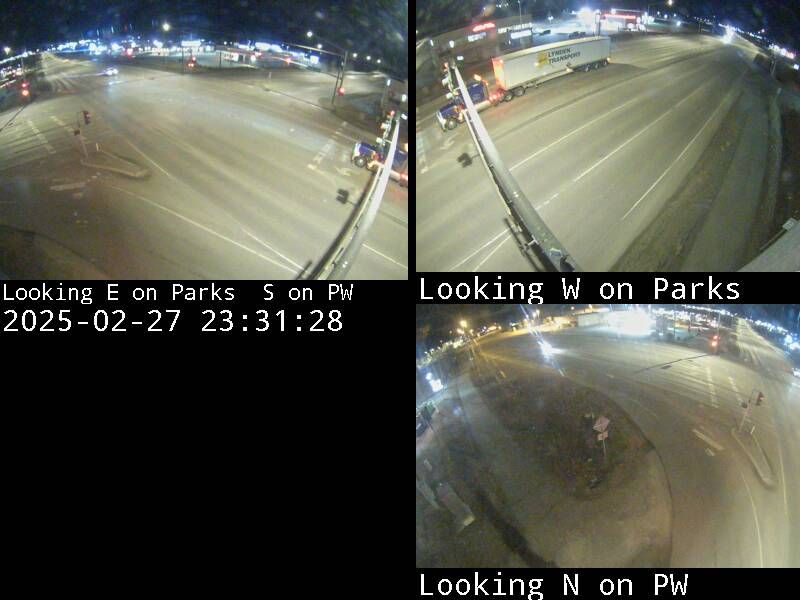 LYNDEN
TRANSPORT
Looking E on Parks  S on PW
2025-02-27 23:31:28
Looking W on Parks
Looking N on PW